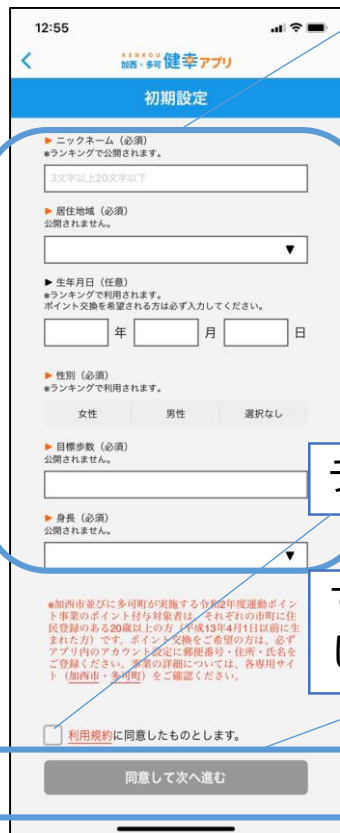 12:55
KENKOU
加西・多可 健幸アプリ
初期設定
▶ ニックネーム（必須）
※ランキングで公開されます。
3文字以上20文字以下
▶ 居住地域（必須）
公開されません。
▼
▶ 生年月日（任意）
※ランキングで利用されます。
ポイント交換を希望される方は必ず入力してください。
年 月 日
▶ 性別（必須）
※ランキングで利用されます。
女性 男性 選択なし
▶ 目標歩数（必須）
公開されません。
▶ 身長（必須）
公開されません。
▼
※加西市並びに多可町が実施する令和2年度運動ポイン
ト事業のポイント付与対象者は、それぞれの市町に住
民登録のある20歳以上の方（平成13年4月1日以前に生
まれた方）です。ポイント交換をご希望の方は、必ず
アプリ内のアカウント設定に郵便番号・住所・氏名を
ご登録ください。事業の詳細については、各専用サイ
ト（加西市・多可町）をご確認ください。
利用規約に同意したものとします。
同意して次へ進む